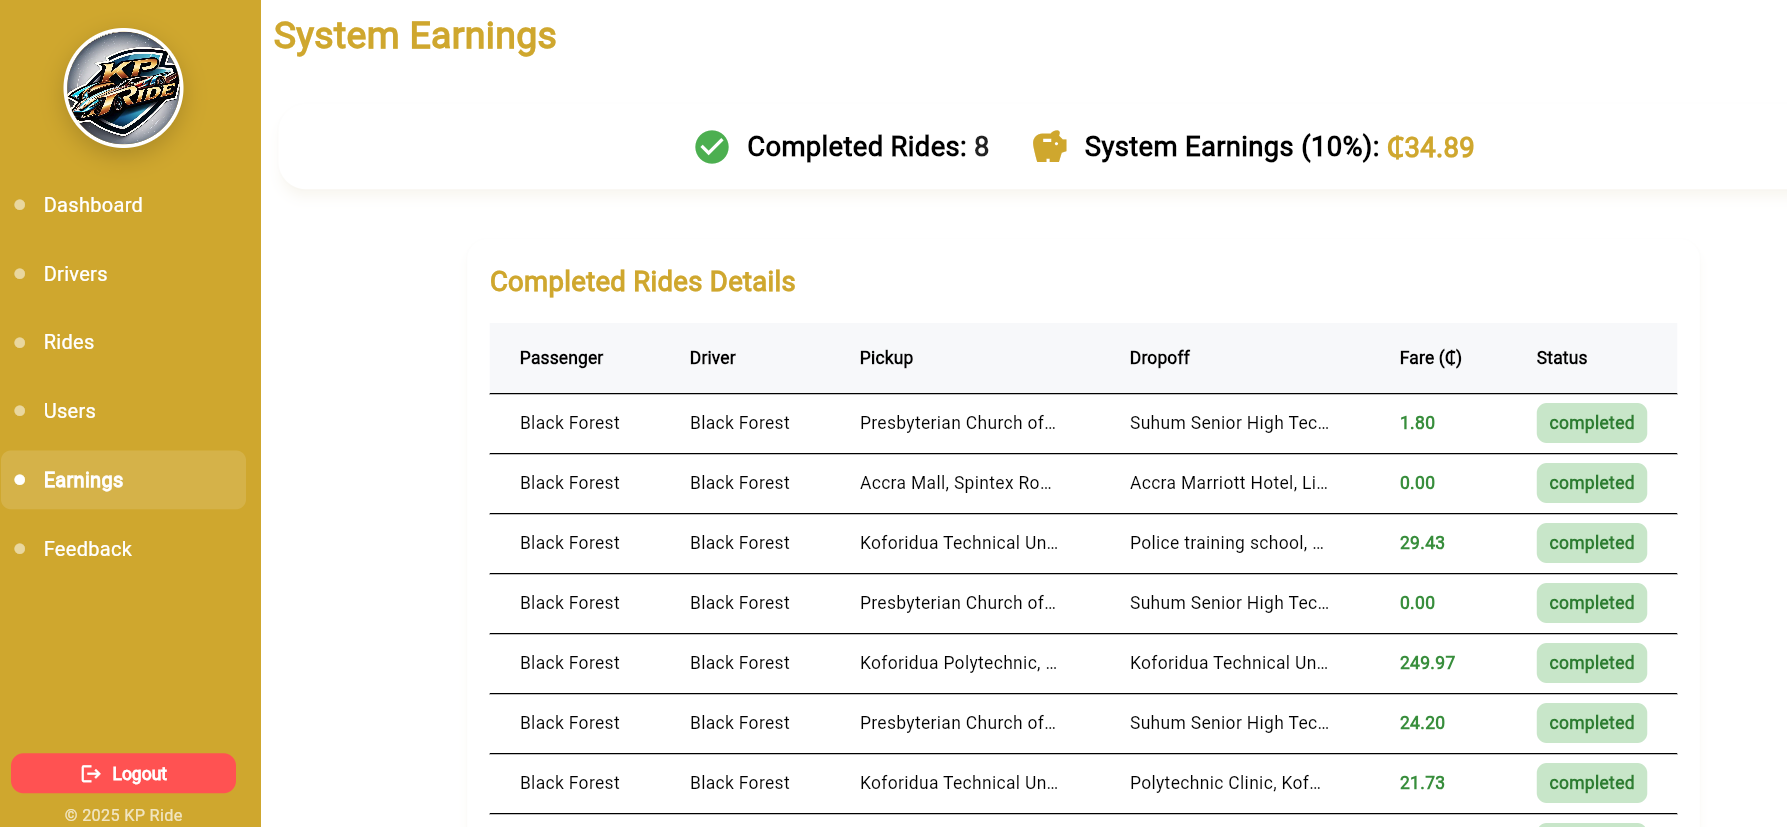 KP
RIDE
System Earnings
Completed Rides: 8 System Earnings (10%): ₵34.89
Dashboard
Drivers
Rides
Users
Earnings
Feedback
Logout
© 2025 KP Ride
Completed Rides Details
Passenger Driver Pickup Dropoff Fare (₵) Status
Black Forest Black Forest Presbyterian Church of... Suhum Senior High Tec... 1.80 completed
Black Forest Black Forest Accra Mall, Spintex Ro... Accra Marriott Hotel, Li... 0.00 completed
Black Forest Black Forest Koforidua Technical Un... Police training school, ... 29.43 completed
Black Forest Black Forest Presbyterian Church of... Suhum Senior High Tec... 0.00 completed
Black Forest Black Forest Koforidua Polytechnic, ... Koforidua Technical Un... 249.97 completed
Black Forest Black Forest Presbyterian Church of... Suhum Senior High Tec... 24.20 completed
Black Forest Black Forest Koforidua Technical Un... Polytechnic Clinic, Kof... 21.73 completed